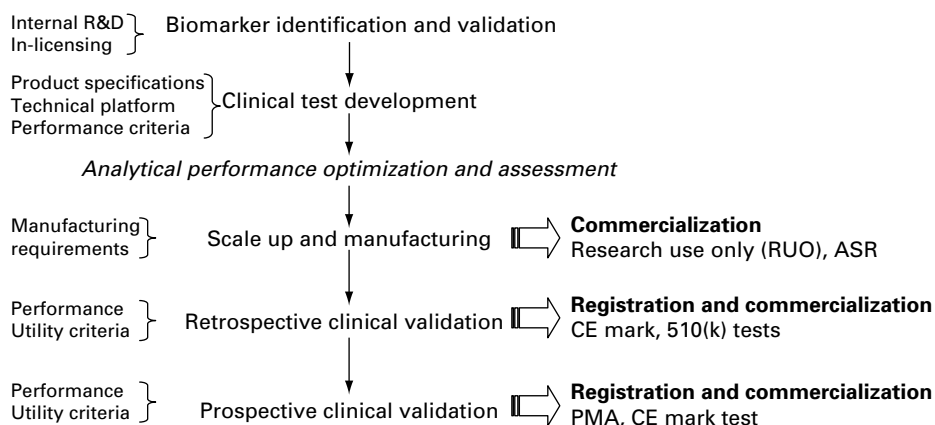 Internal R&D
In-licensing
Biomarker identification and validation
Product specifications
Technical platform
Performance criteria
Clinical test development
Analytical performance optimization and assessment
Manufacturing
requirements
Scale up and manufacturing
Commercialization
Research use only (RUO), ASR
Performance
Utility criteria
Retrospective clinical validation
Registration and commercialization
CE mark, 510(k) tests
Performance
Utility criteria
Prospective clinical validation
Registration and commercialization
PMA, CE mark test